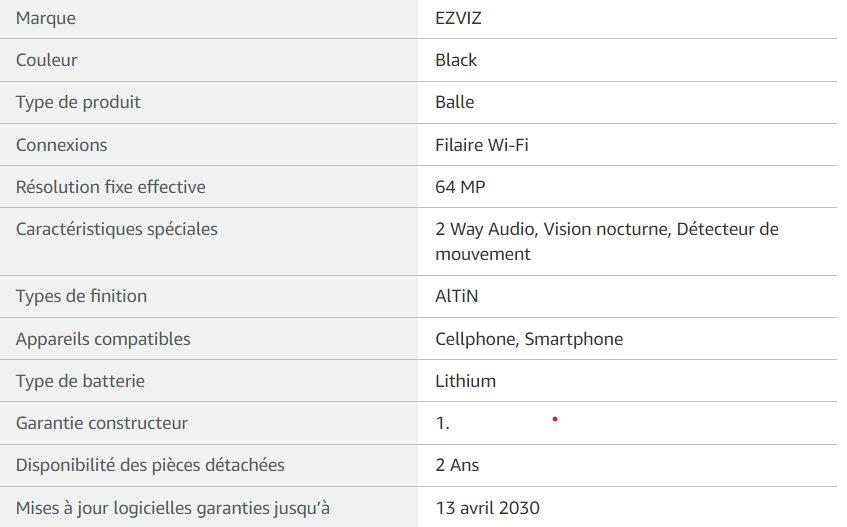 Marque EZVIZ
Couleur Black
Type de produit Balle
Connexions Filaire Wi-Fi
Résolution fixe effective 64 MP
Caractéristiques spéciales 2 Way Audio, Vision nocturne, Détecteur de
mouvement
Types de finition AlTiN
Appareils compatibles Cellphone, Smartphone
Type de batterie Lithium
Garantie constructeur 1.
Disponibilité des pièces détachées 2 Ans
Mises à jour logicielles garanties jusqu’à 13 avril 2030